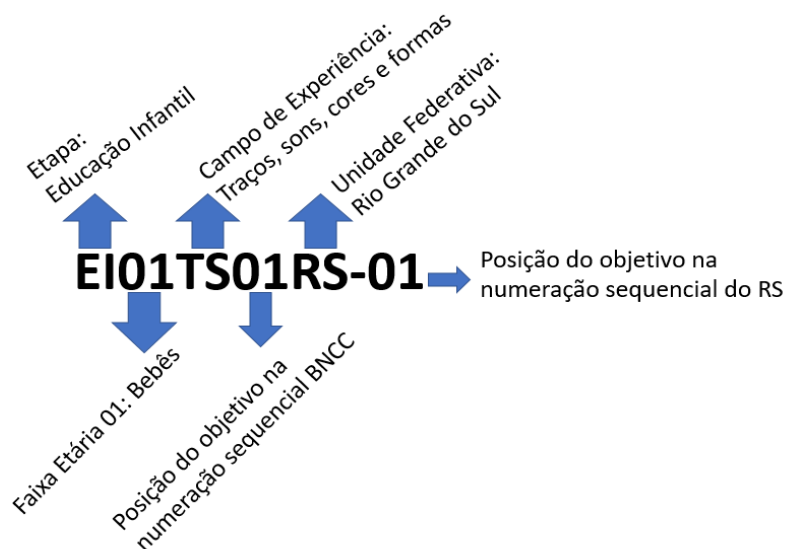 Etapa:
Educação Infantil
Campo de Experiência:
Traços, sons, cores e formas
Unidade Federativa:
Rio Grande do Sul
EI01TS01RS-01
Posição do objetivo na
numeração sequencial do RS
Faixa Etária 01: Bebês
Posição do objetivo na
numeração sequencial BNCC